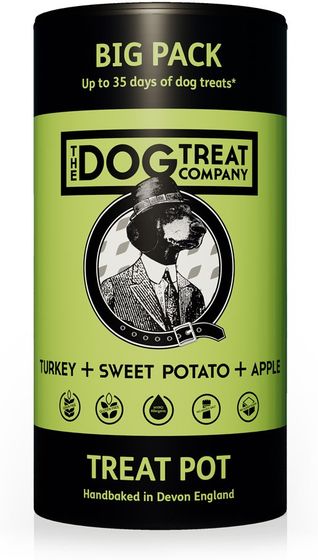 BIG PACK
Up to 35 days of dog treats*
THE DOG TREAT COMPANY
TURKEY + SWEET POTATO + APPLE
TREAT POT
Handbaked in Devon England